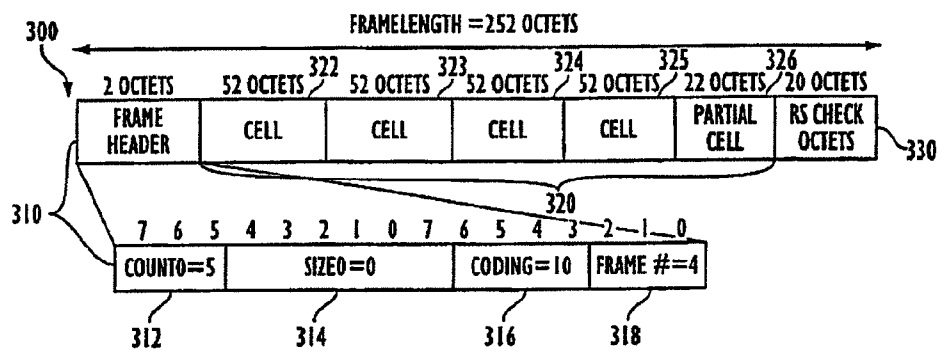 FRAMELENGTH = 252 OCTETS
300
2 OCTETS 52 OCTETS 322 52 OCTETS 323 52 OCTETS 324 52 OCTETS 325 22 OCTETS 326 20 OCTETS
FRAME HEADER CELL CELL CELL CELL PARTIAL CELL RS CHECK OCTETS 330
310 320
7 6 5 4 3 2 1 0 7 6 5 4 3 2 1 0
COUNT0=5 SIZE0=0 CODING=10 FRAME #=4
312 314 316 318